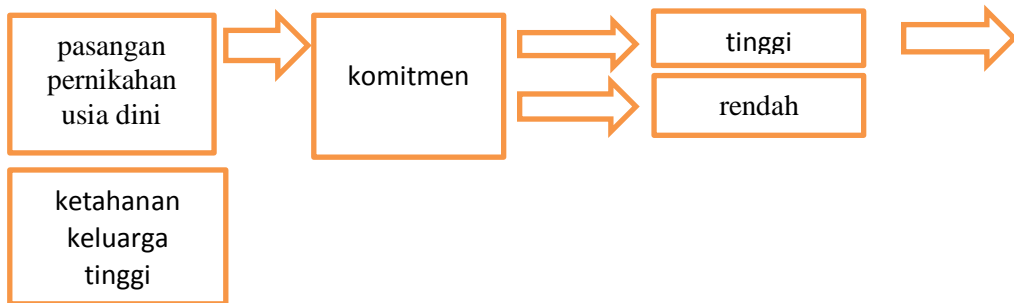 pasangan
pernikahan
usia dini
komitmen
tinggi
rendah
ketahanan
keluarga
tinggi